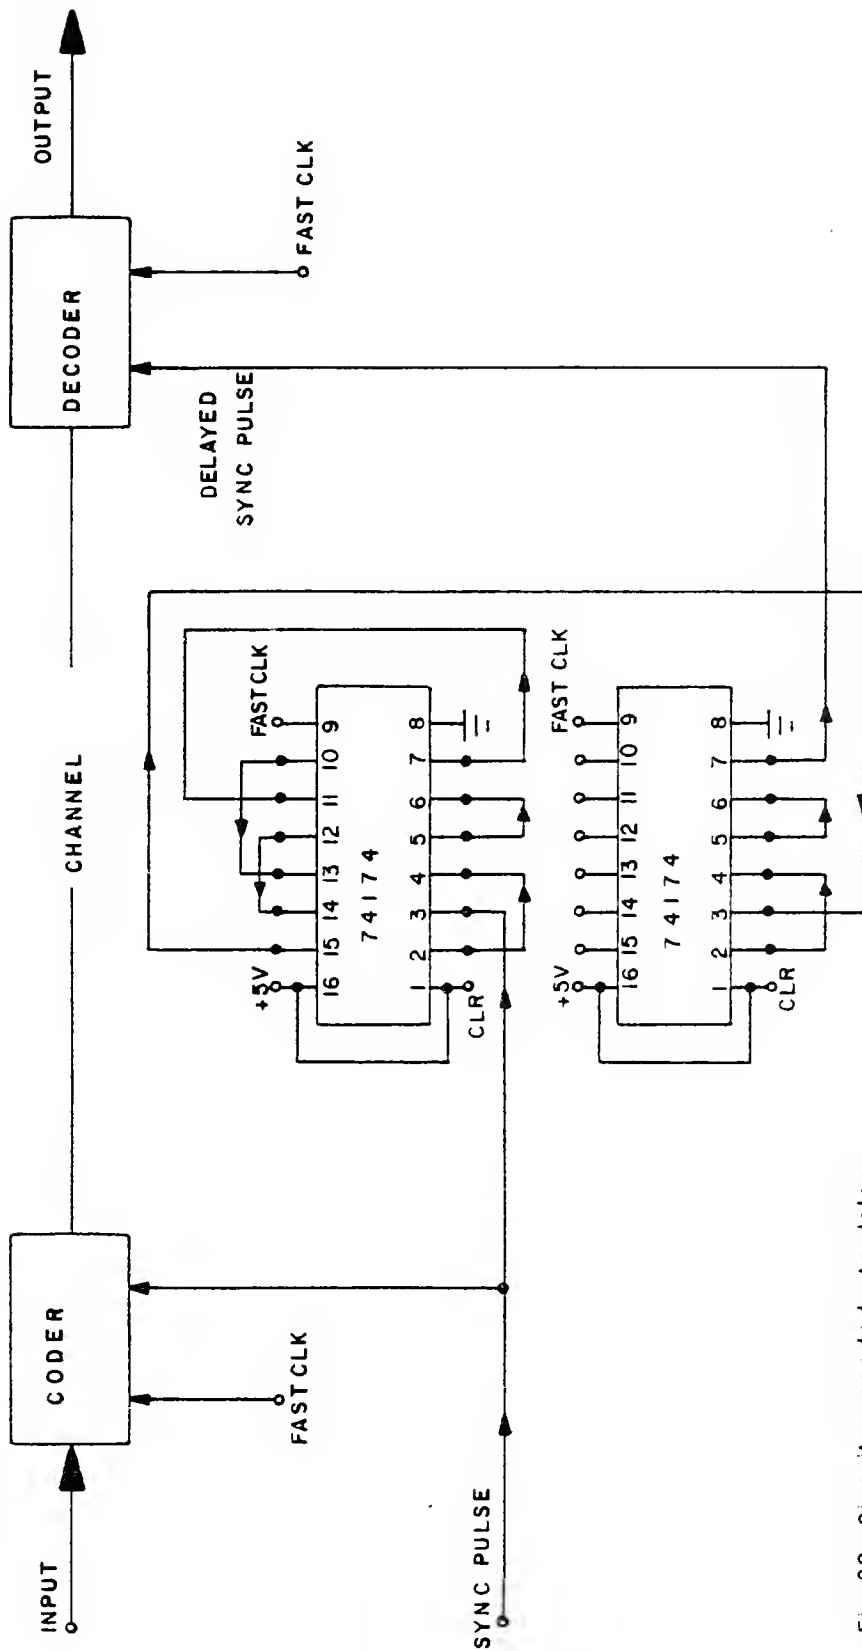 INPUT
CODER
CHANNEL
DECODER
OUTPUT
FAST CLK
FAST CLK
DELAYED
SYNC PULSE
SYNC PULSE
+5V
FAST CLK
16 15 14 13 12 11 10 9
74174
1 2 3 4 5 6 7 8
CLR
+5V
FAST CLK
16 15 14 13 12 11 10 9
74174
1 2 3 4 5 6 7 8
CLR